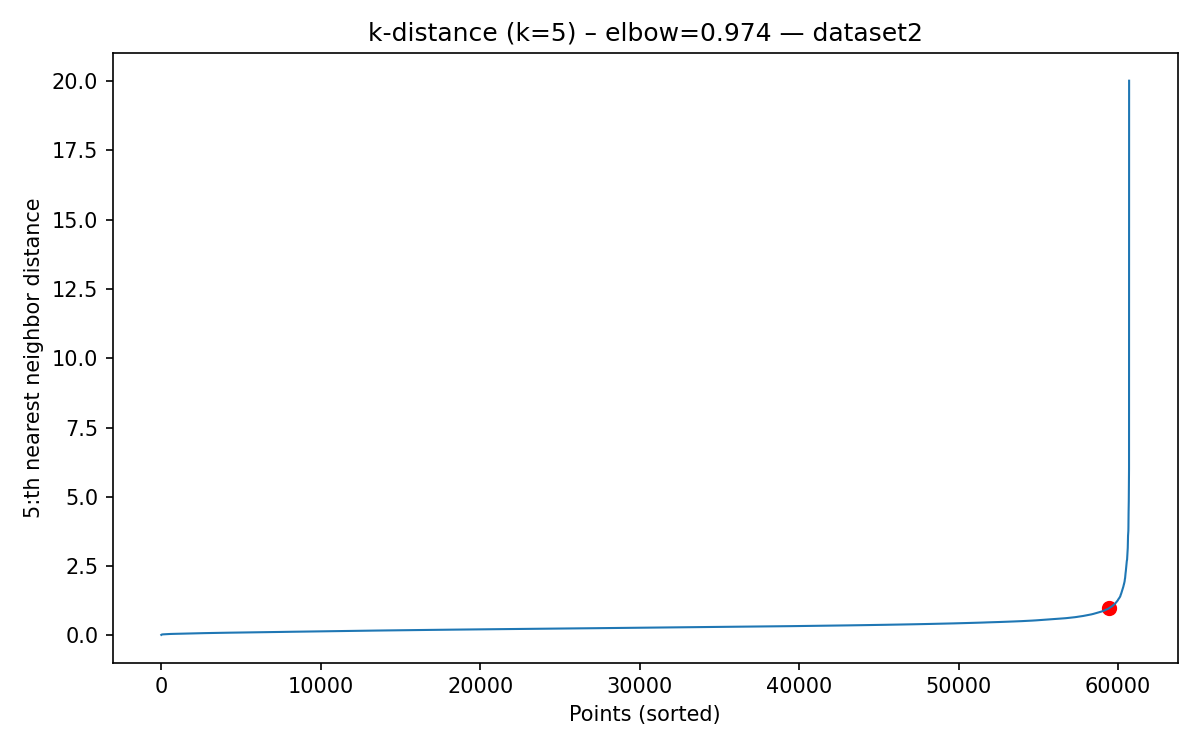 k-distance (k=5) – elbow=0.974 — dataset2
20.0
17.5
15.0
12.5
10.0
7.5
5.0
2.5
0.0
5:th nearest neighbor distance
0 10000 20000 30000 40000 50000 60000
Points (sorted)